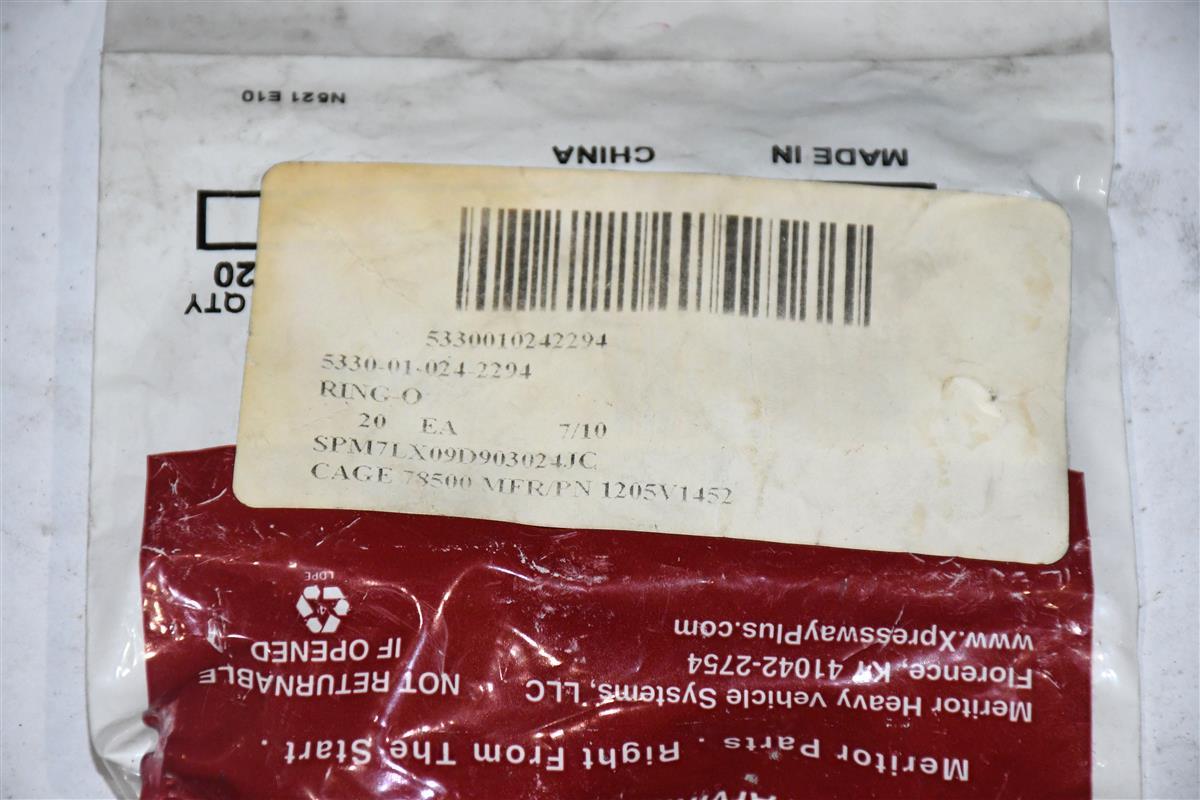 5330010242294
5330-01-024-2294
RING-O
20 EA 7/10
SPM7LX09D903024JC
CAGE 78500 MFR/PN 1205V1452
Meritor Parts . Right From The Start .
Meritor Heavy Vehicle Systems, LLC
Florence, KY 41042-2754
www.XpresswayPlus.com
NOT RETURNABLE
IF OPENED
LDPE
QTY
20
MADE IN CHINA
N621 E10